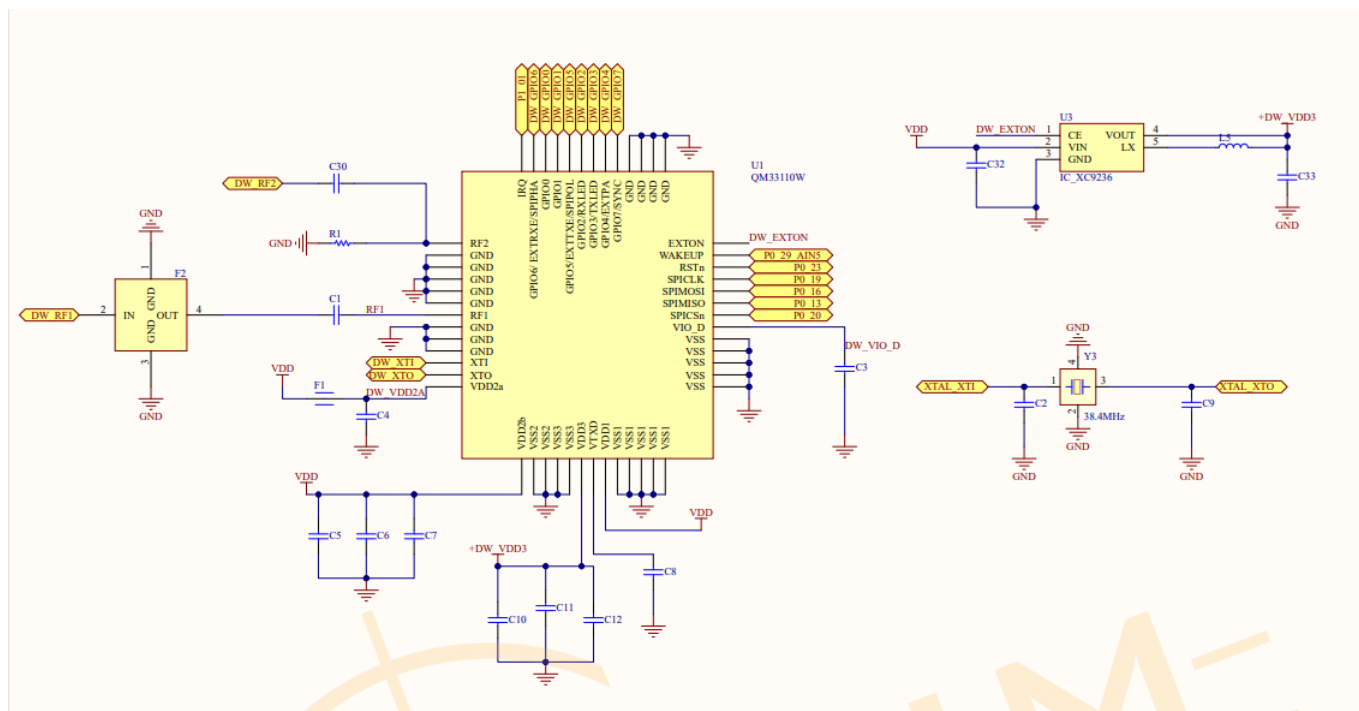 P1_01
DW_GPIO6
DW_GPIO0
DW_GPIO1
DW_GPIO5
DW_GPIO2
DW_GPIO3
DW_GPIO4
DW_GPIO7
U1
QM33110W
IRQ
GPIO6/ EXTRXE/SPIPHA
GPIO0
GPIO1
GPIO5/EXTTXE/SPIPOL
GPIO2/RXLED
GPIO3/TXLED
GPIO4/EXTPA
GPIO7/SYNC
GND
GND
GND
GND
DW_RF2
C30
GND
R1
RF2
GND
GND
GND
GND
GND
RF1
GND
GND
GND
XTI
XTO
VDD2a
GND
1
F2
DW_RF1
2
IN
GND
GND
OUT
4
3
GND
C1
RF1
DW_XTI
DW_XTO
VDD
F1
DW_VDD2A
C4
EXTON
WAKEUP
RSTn
SPICLK
SPIMOSI
SPIMISO
SPICSn
VIO_D
VSS
VSS
VSS
VSS
VSS
DW_EXTON
P0_29_AIN5
P0_23
P0_19
P0_16
P0_13
P0_20
DW_VIO_D
C3
VDD2b
VSS2
VSS2
VSS3
VSS3
VDD3
VTXD
VDD1
VSS1
VSS1
VSS1
VSS1
VSS1
VDD
C5
C6
C7
VDD
+DW_VDD3
C8
C10
C11
C12
U3
+DW_VDD3
VDD
DW_EXTON
1
CE
VOUT
4
2
VIN
LX
5
L5
3
GND
IC_XC9236
C32
C33
GND
GND
Y3
4
XTAL_XTI
1
3
XTAL_XTO
C2
2
38.4MHz
C9
GND
GND
GND